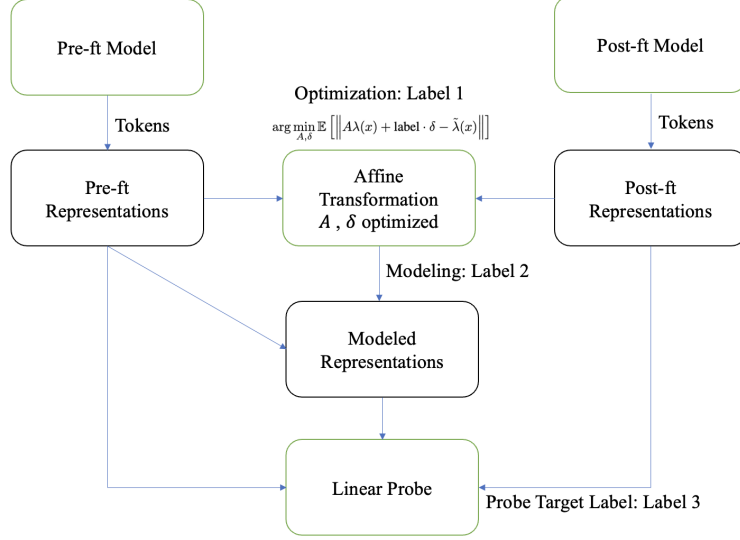 Pre-ft Model
Post-ft Model
Optimization: Label 1
Tokens
arg min_{A,δ} 𝔼 [‖Aλ(x) + label · δ − λ̃(x)‖]
Tokens
Pre-ft
Representations
Affine
Transformation
A , δ optimized
Post-ft
Representations
Modeling: Label 2
Modeled
Representations
Linear Probe
Probe Target Label: Label 3